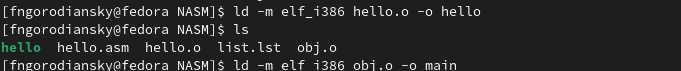 [fngorodiansky@fedora NASM]$ ld -m elf_i386 hello.o -o hello
[fngorodiansky@fedora NASM]$ ls
hello  hello.asm  hello.o  list.lst  obj.o
[fngorodiansky@fedora NASM]$ ld -m elf_i386 obj.o -o main